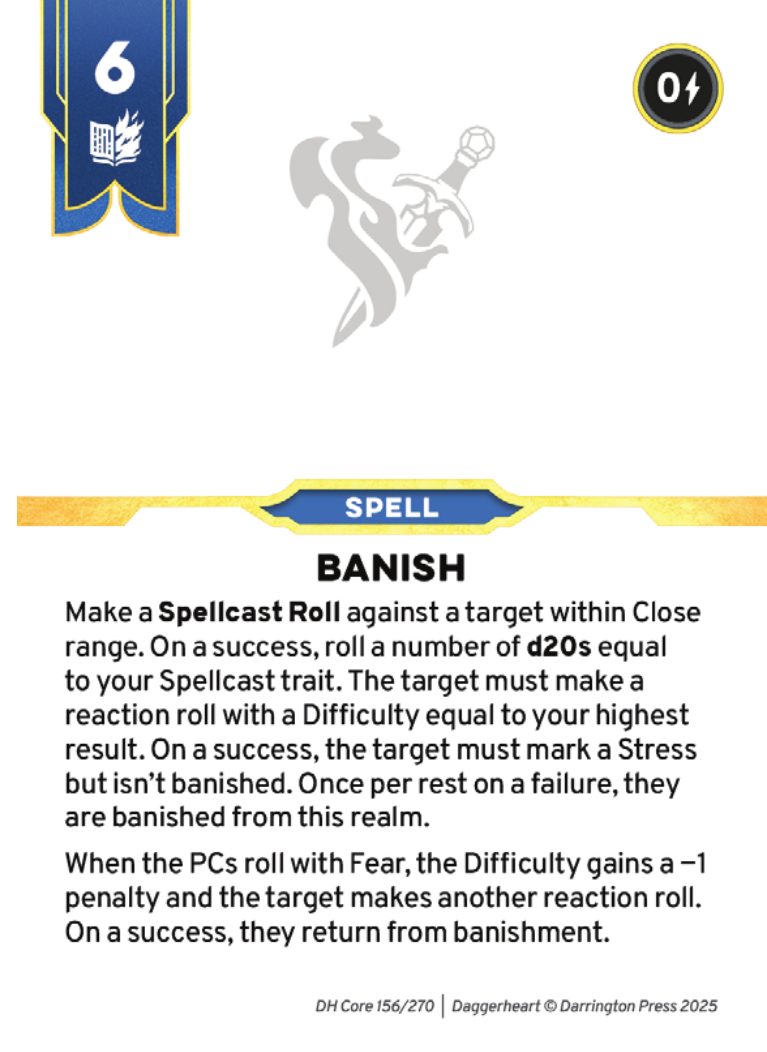 6
0
SPELL
BANISH
Make a Spellcast Roll against a target within Close
range. On a success, roll a number of d20s equal
to your Spellcast trait. The target must make a
reaction roll with a Difficulty equal to your highest
result. On a success, the target must mark a Stress
but isn’t banished. Once per rest on a failure, they
are banished from this realm.
When the PCs roll with Fear, the Difficulty gains a −1
penalty and the target makes another reaction roll.
On a success, they return from banishment.
DH Core 156/270 | Daggerheart © Darrington Press 2025